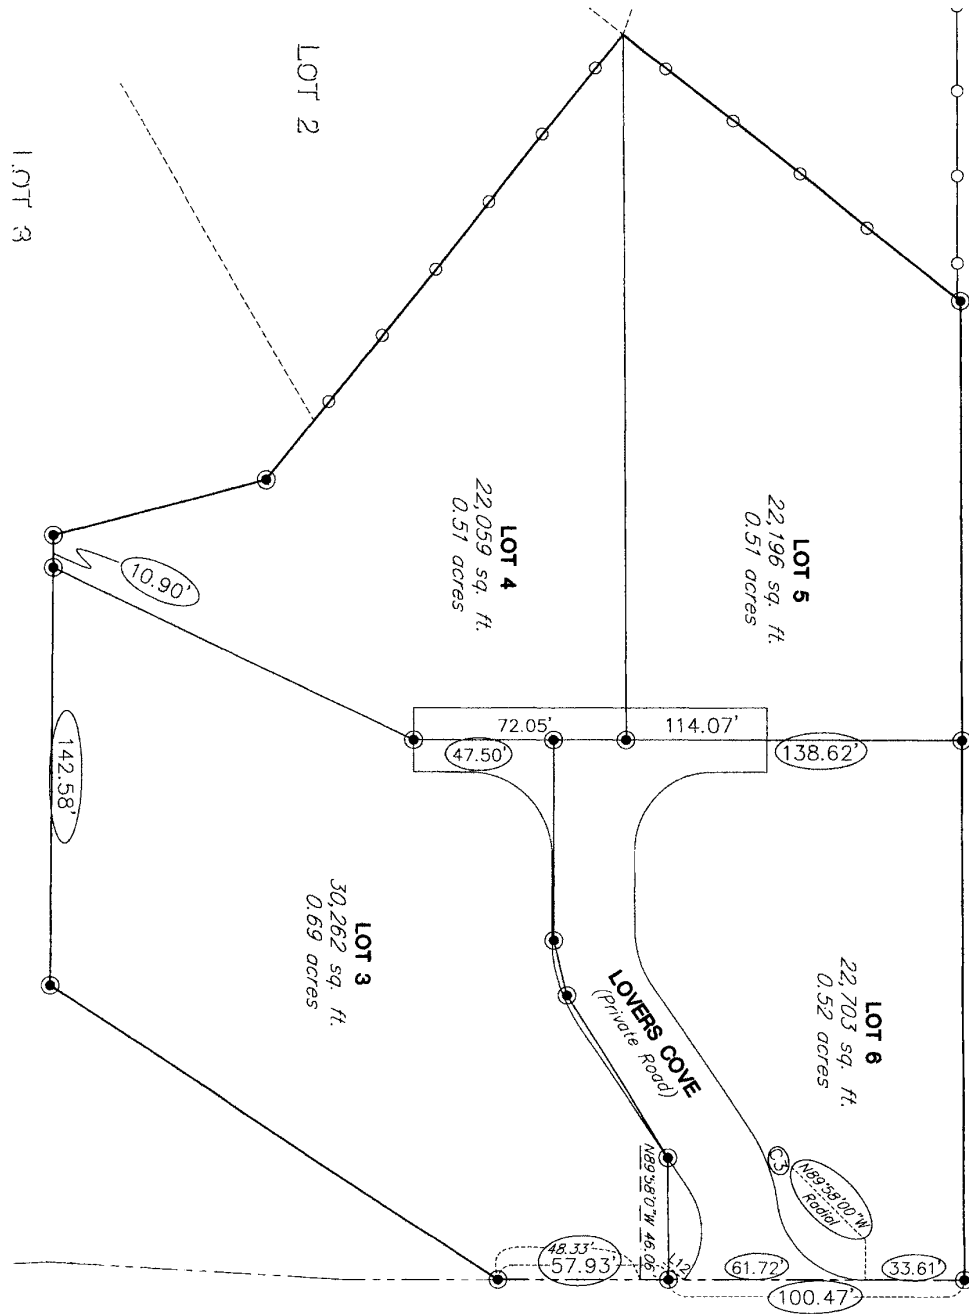 LOT 2
LOT 3
LOT 5
22,196 sq. ft.
0.51 acres
LOT 4
22,059 sq. ft.
0.51 acres
10.90'
72.05'
114.07'
47.50'
138.62'
142.58'
LOT 3
30,262 sq. ft.
0.69 acres
LOVERS COVE
(Private Road)
LOT 6
22,703 sq. ft.
0.52 acres
C3
N89°58'00"W
Radial
N89°58'0"W 46.06
48.33'
57.93'
L12
61.72'
33.61'
100.47'